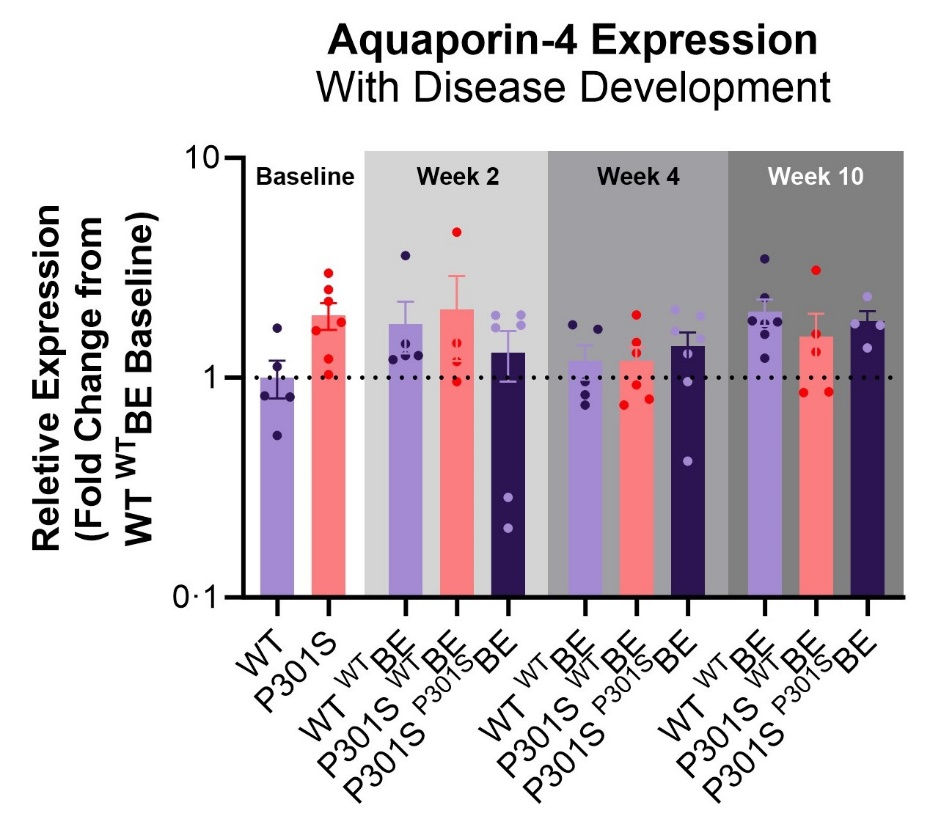 Aquaporin-4 Expression
With Disease Development
Reletive Expression
(Fold Change from
WT ᵂᵀBE Baseline)
10
1
0·1
Baseline
Week 2
Week 4
Week 10
WT
P301S
WT ᵂᵀBE
P301S ᵂᵀBE
P301S ᴾ³⁰¹ˢBE
WT ᵂᵀBE
P301S ᵂᵀBE
P301S ᴾ³⁰¹ˢBE
WT ᵂᵀBE
P301S ᵂᵀBE
P301S ᴾ³⁰¹ˢBE